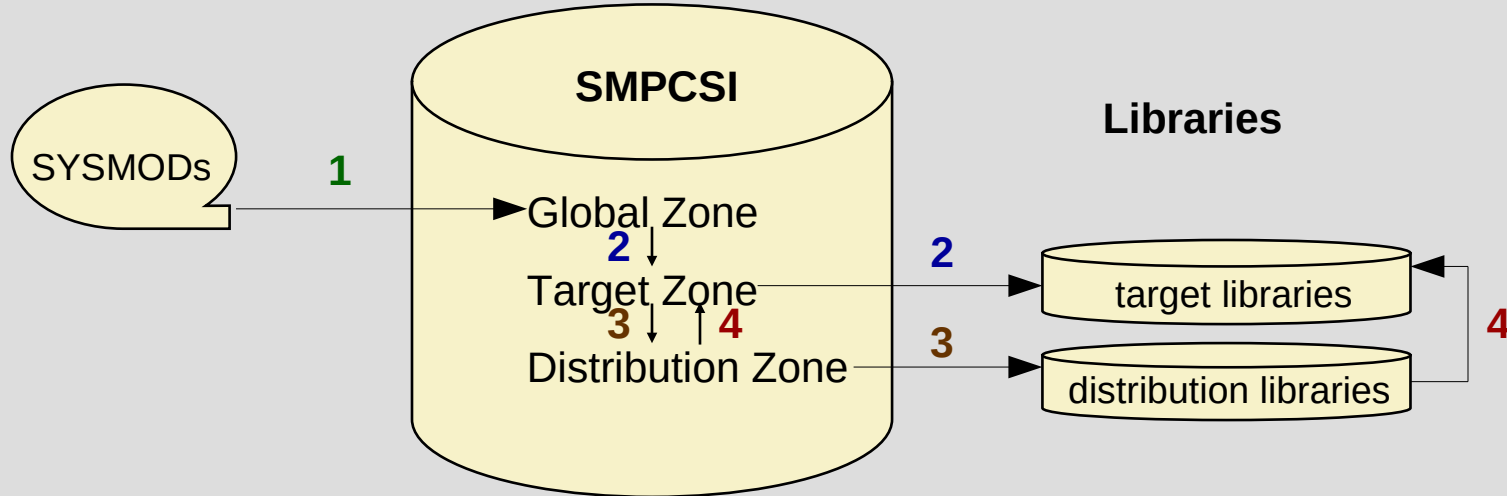 SMPCSI
Libraries
SYSMODs
1
Global Zone
2
2
Target Zone
target libraries
3
4
3
4
Distribution Zone
distribution libraries